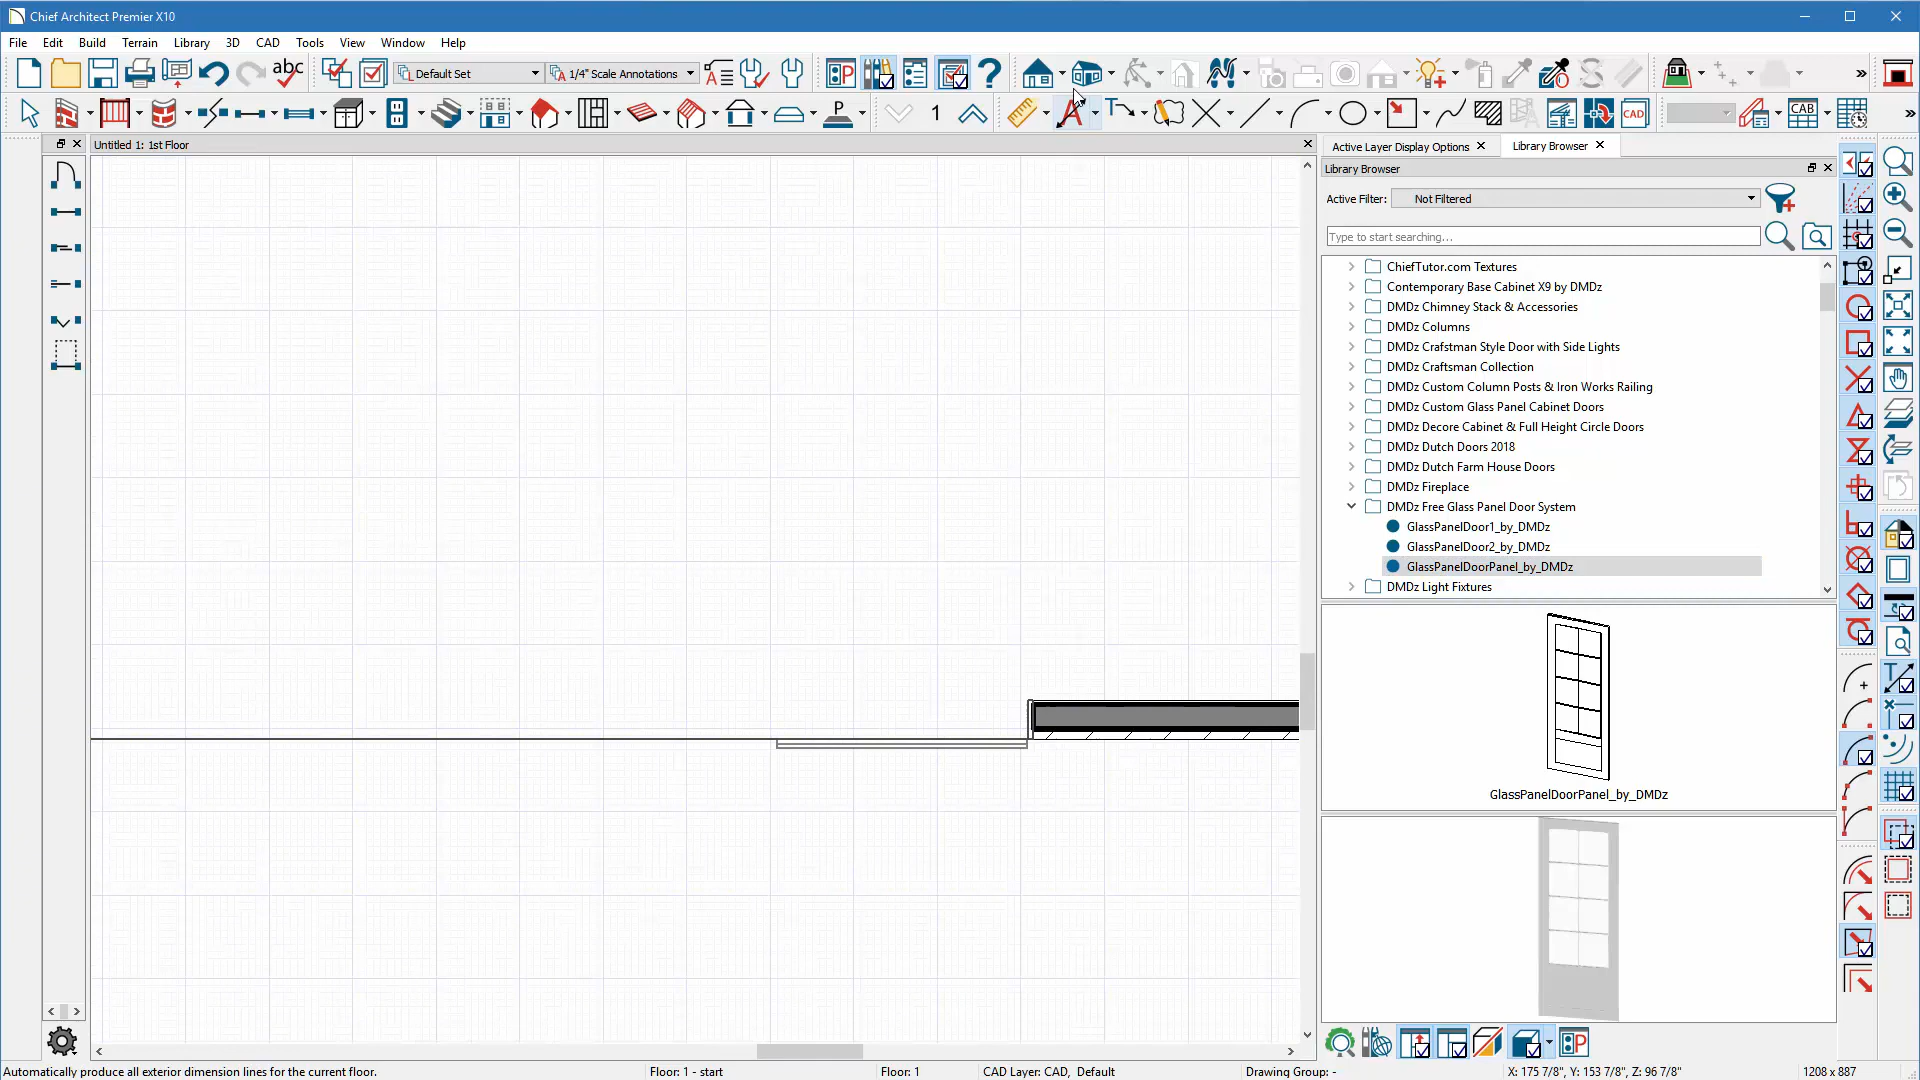 Chief Architect Premier X10
File Edit Build Terrain Library 3D CAD Tools View Window Help
abc Default Set 1/4" Scale Annotations
A P 1 A T CAD CAB
Untitled 1: 1st Floor
Active Layer Display Options Library Browser
Library Browser
Active Filter: Not Filtered
Type to start searching...
ChiefTutor.com Textures
Contemporary Base Cabinet X9 by DMDz
DMDz Chimney Stack & Accessories
DMDz Columns
DMDz Crafstman Style Door with Side Lights
DMDz Craftsman Collection
DMDz Custom Column Posts & Iron Works Railing
DMDz Custom Glass Panel Cabinet Doors
DMDz Decore Cabinet & Full Height Circle Doors
DMDz Dutch Doors 2018
DMDz Dutch Farm House Doors
DMDz Fireplace
DMDz Free Glass Panel Door System
GlassPanelDoor1_by_DMDz
GlassPanelDoor2_by_DMDz
GlassPanelDoorPanel_by_DMDz
DMDz Light Fixtures
GlassPanelDoorPanel_by_DMDz
Automatically produce all exterior dimension lines for the current floor. Floor: 1 - start Floor: 1 CAD Layer: CAD, Default Drawing Group: - X: 175 7/8", Y: 153 7/8", Z: 96 7/8" 1208 x 887